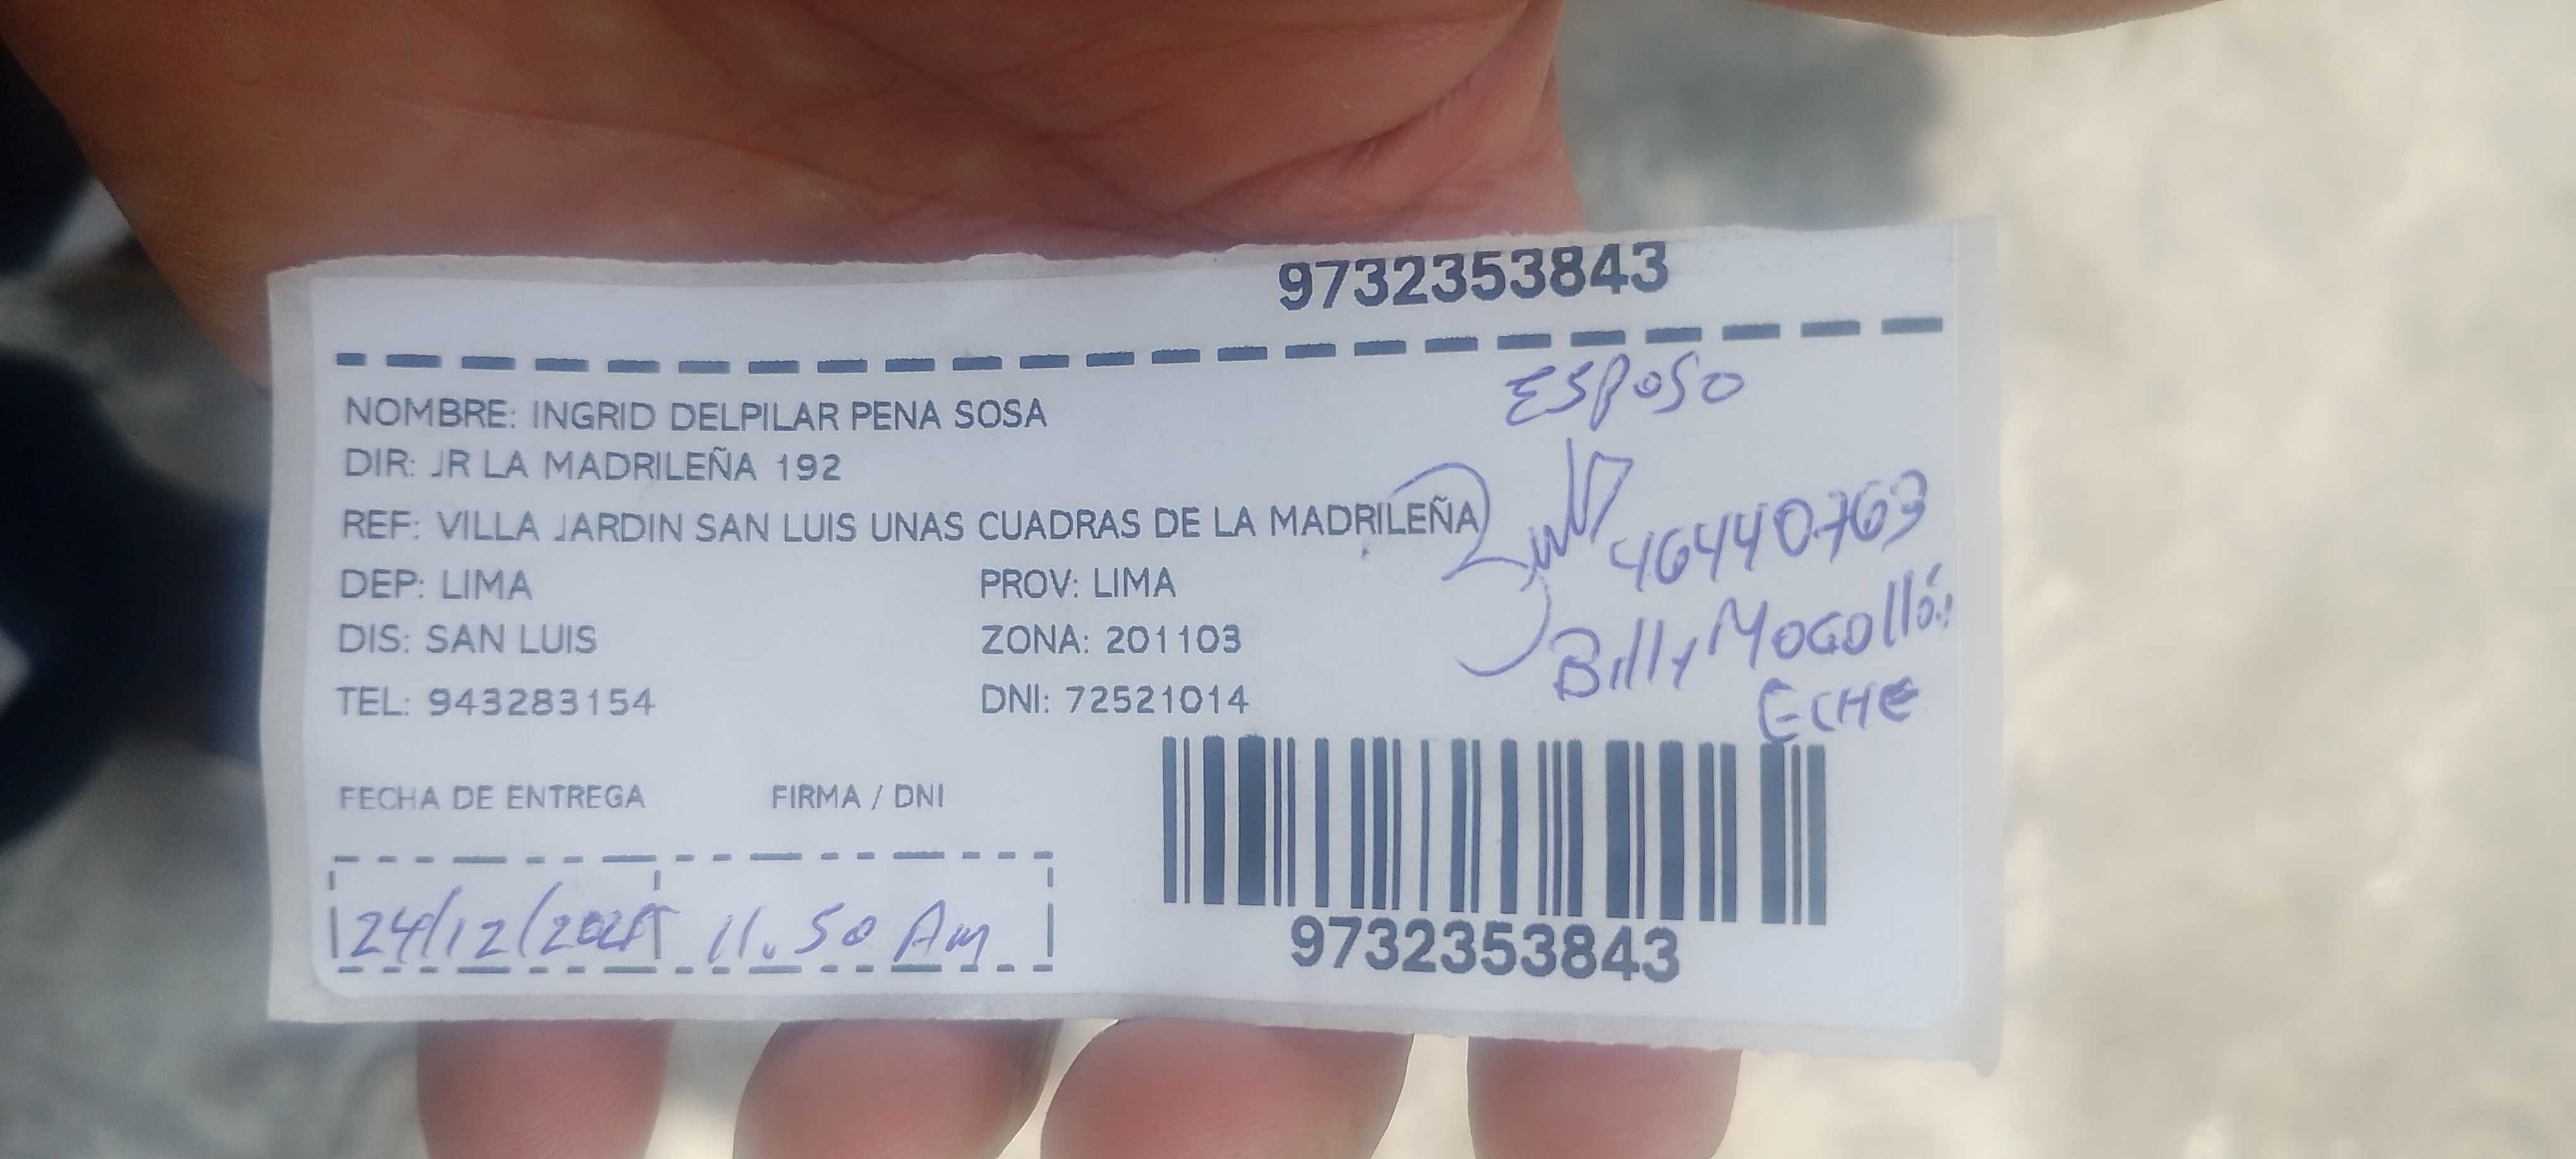 9732353843
NOMBRE: INGRID DELPILAR PENA SOSA
DIR: JR LA MADRILEÑA 192
REF: VILLA JARDIN SAN LUIS UNAS CUADRAS DE LA MADRILEÑA
DEP: LIMA PROV: LIMA
DIS: SAN LUIS ZONA: 201103
TEL: 943283154 DNI: 72521014
Esposo
46440763
Billy Mogollón
ECHE
FECHA DE ENTREGA FIRMA / DNI
24/12/ 11.50 Am
9732353843